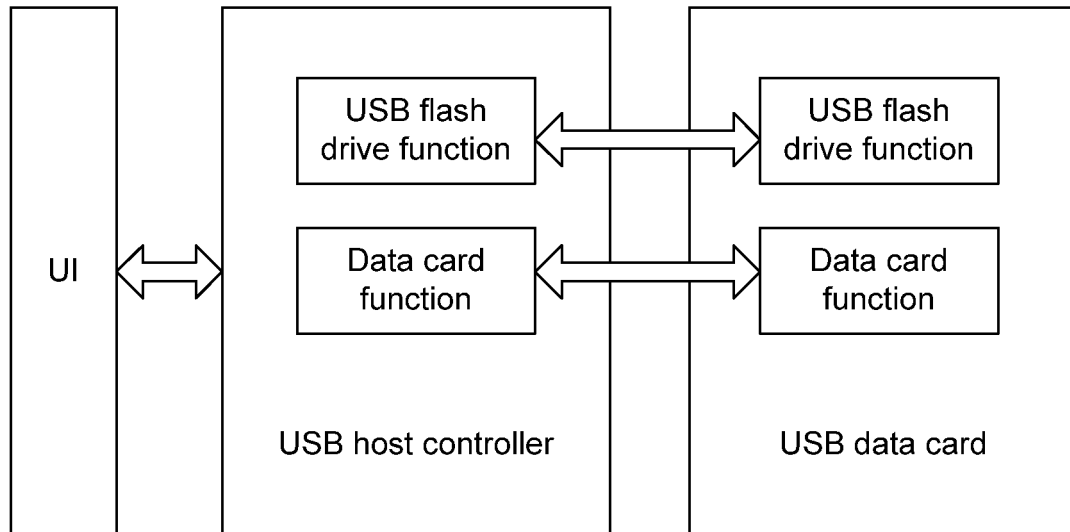 UI
USB flash
drive function
Data card
function
USB host controller
USB flash
drive function
Data card
function
USB data card